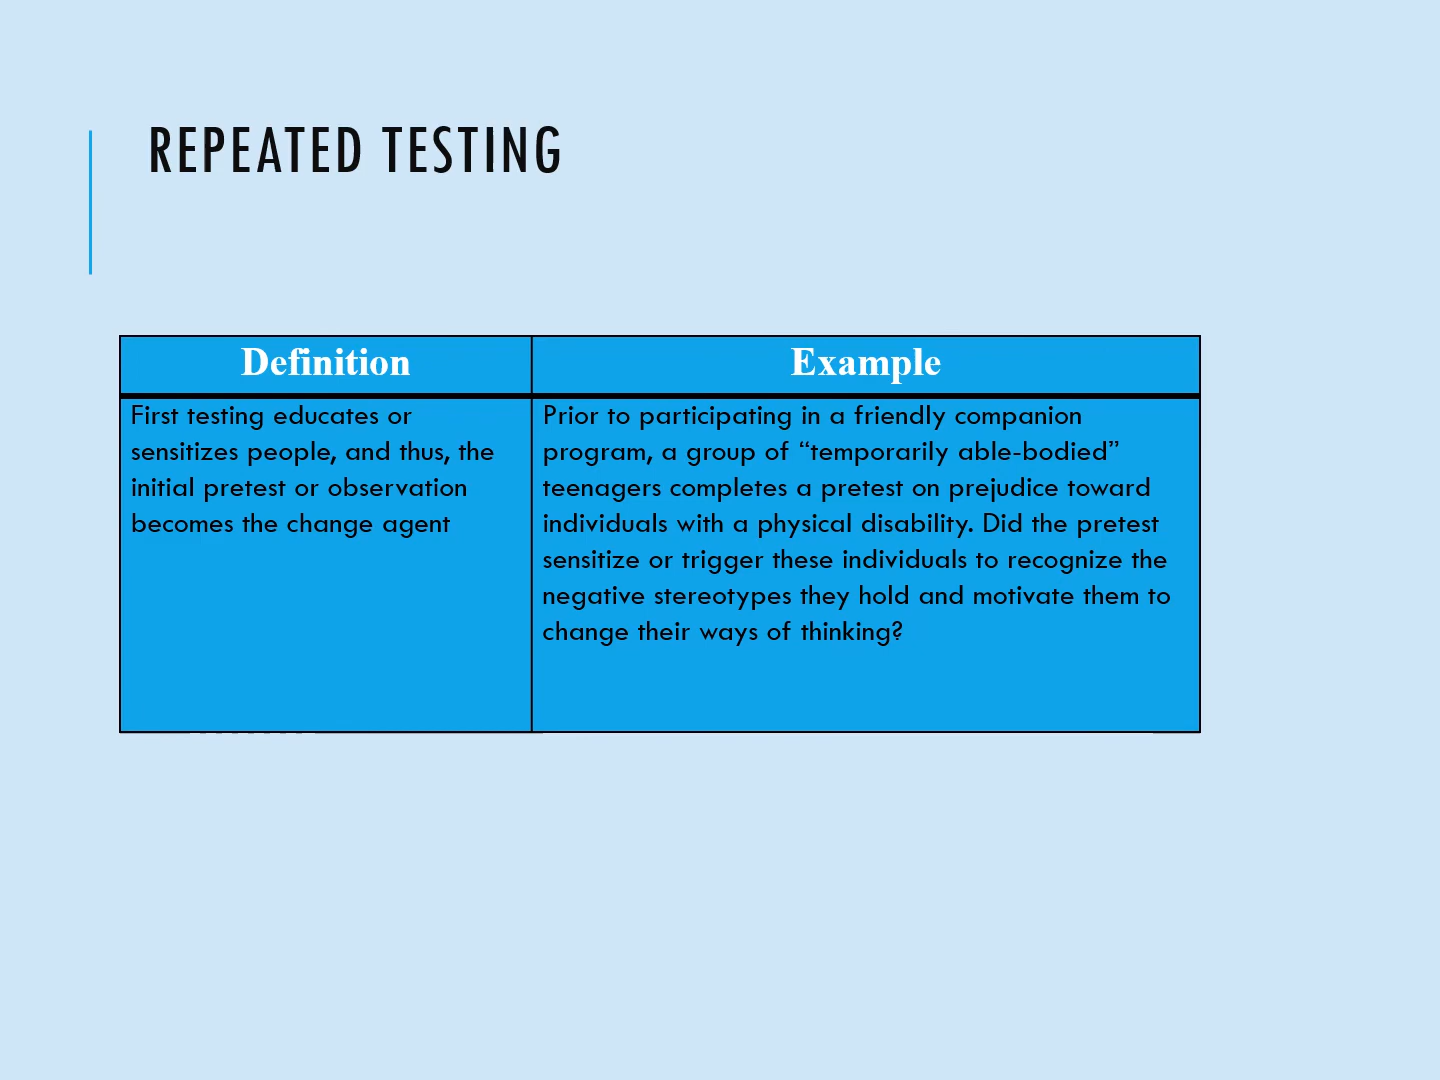 REPEATED TESTING
Definition
Example
First testing educates or
sensitizes people, and thus, the
initial pretest or observation
becomes the change agent
Prior to participating in a friendly companion
program, a group of “temporarily able-bodied”
teenagers completes a pretest on prejudice toward
individuals with a physical disability. Did the pretest
sensitize or trigger these individuals to recognize the
negative stereotypes they hold and motivate them to
change their ways of thinking?